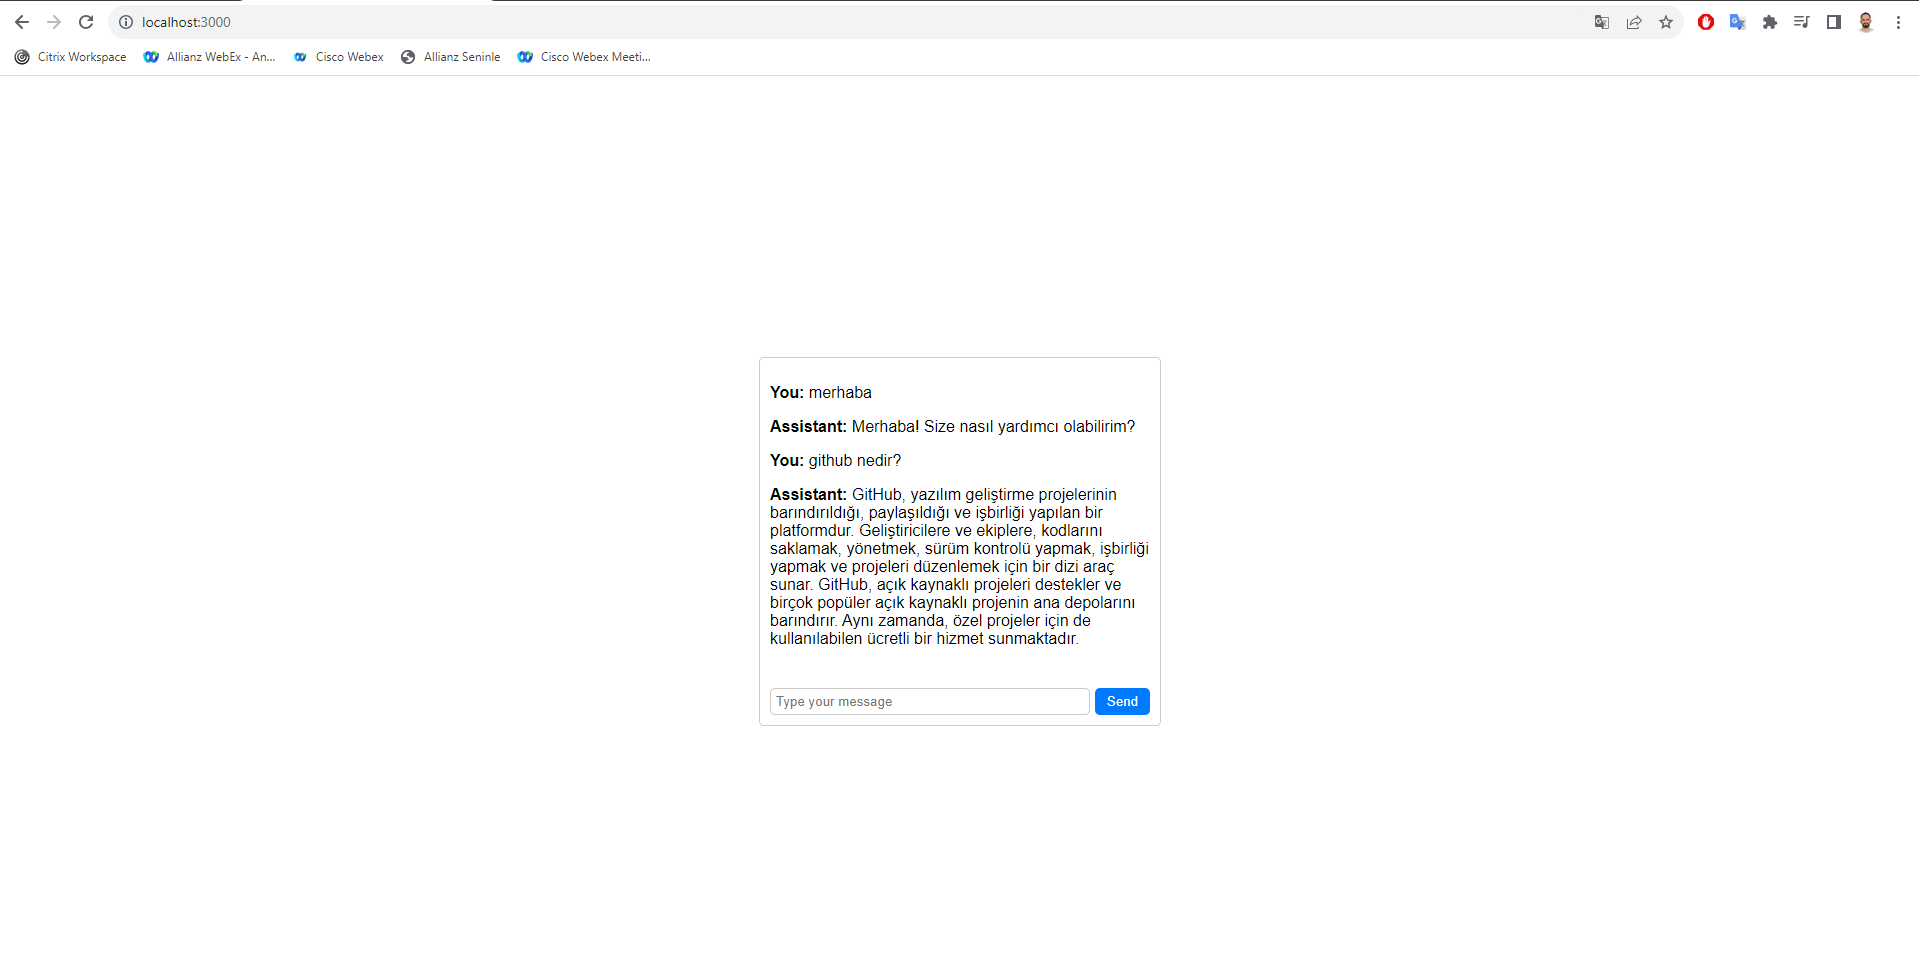 localhost:3000
Citrix Workspace
Allianz WebEx - An...
Cisco Webex
Allianz Seninle
Cisco Webex Meeti...
You: merhaba
Assistant: Merhaba! Size nasıl yardımcı olabilirim?
You: github nedir?
Assistant: GitHub, yazılım geliştirme projelerinin
barındırıldığı, paylaşıldığı ve işbirliği yapılan bir
platformdur. Geliştiricilere ve ekiplere, kodlarını
saklamak, yönetmek, sürüm kontrolü yapmak, işbirliği
yapmak ve projeleri düzenlemek için bir dizi araç
sunar. GitHub, açık kaynaklı projeleri destekler ve
birçok popüler açık kaynaklı projenin ana depolarını
barındırır. Aynı zamanda, özel projeler için de
kullanılabilen ücretli bir hizmet sunmaktadır.
Type your message
Send